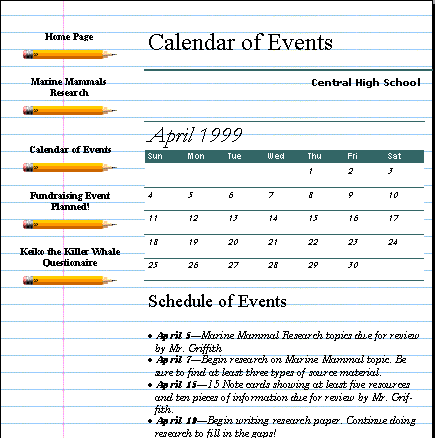 Home Page
Marine Mammals
Research
Calendar of Events
Fundraising Event
Planned!
Keiko the Killer Whale
Questionaire
Calendar of Events
Central High School
April 1999
Sun Mon Tue Wed Thu Fri Sat
1 2 3
4 5 6 7 8 9 10
11 12 13 14 15 16 17
18 19 20 21 22 23 24
25 26 27 28 29 30
Schedule of Events
• April 5—Marine Mammal Research topics due for review
by Mr. Griffith
• April 7—Begin research on Marine Mammal topic. Be
sure to find at least three types of source material.
• April 15—15 Note cards showing at least five resources
and ten pieces of information due for review by Mr. Grif-
fith.
• April 19—Begin writing research paper. Continue doing
research to fill in the gaps!